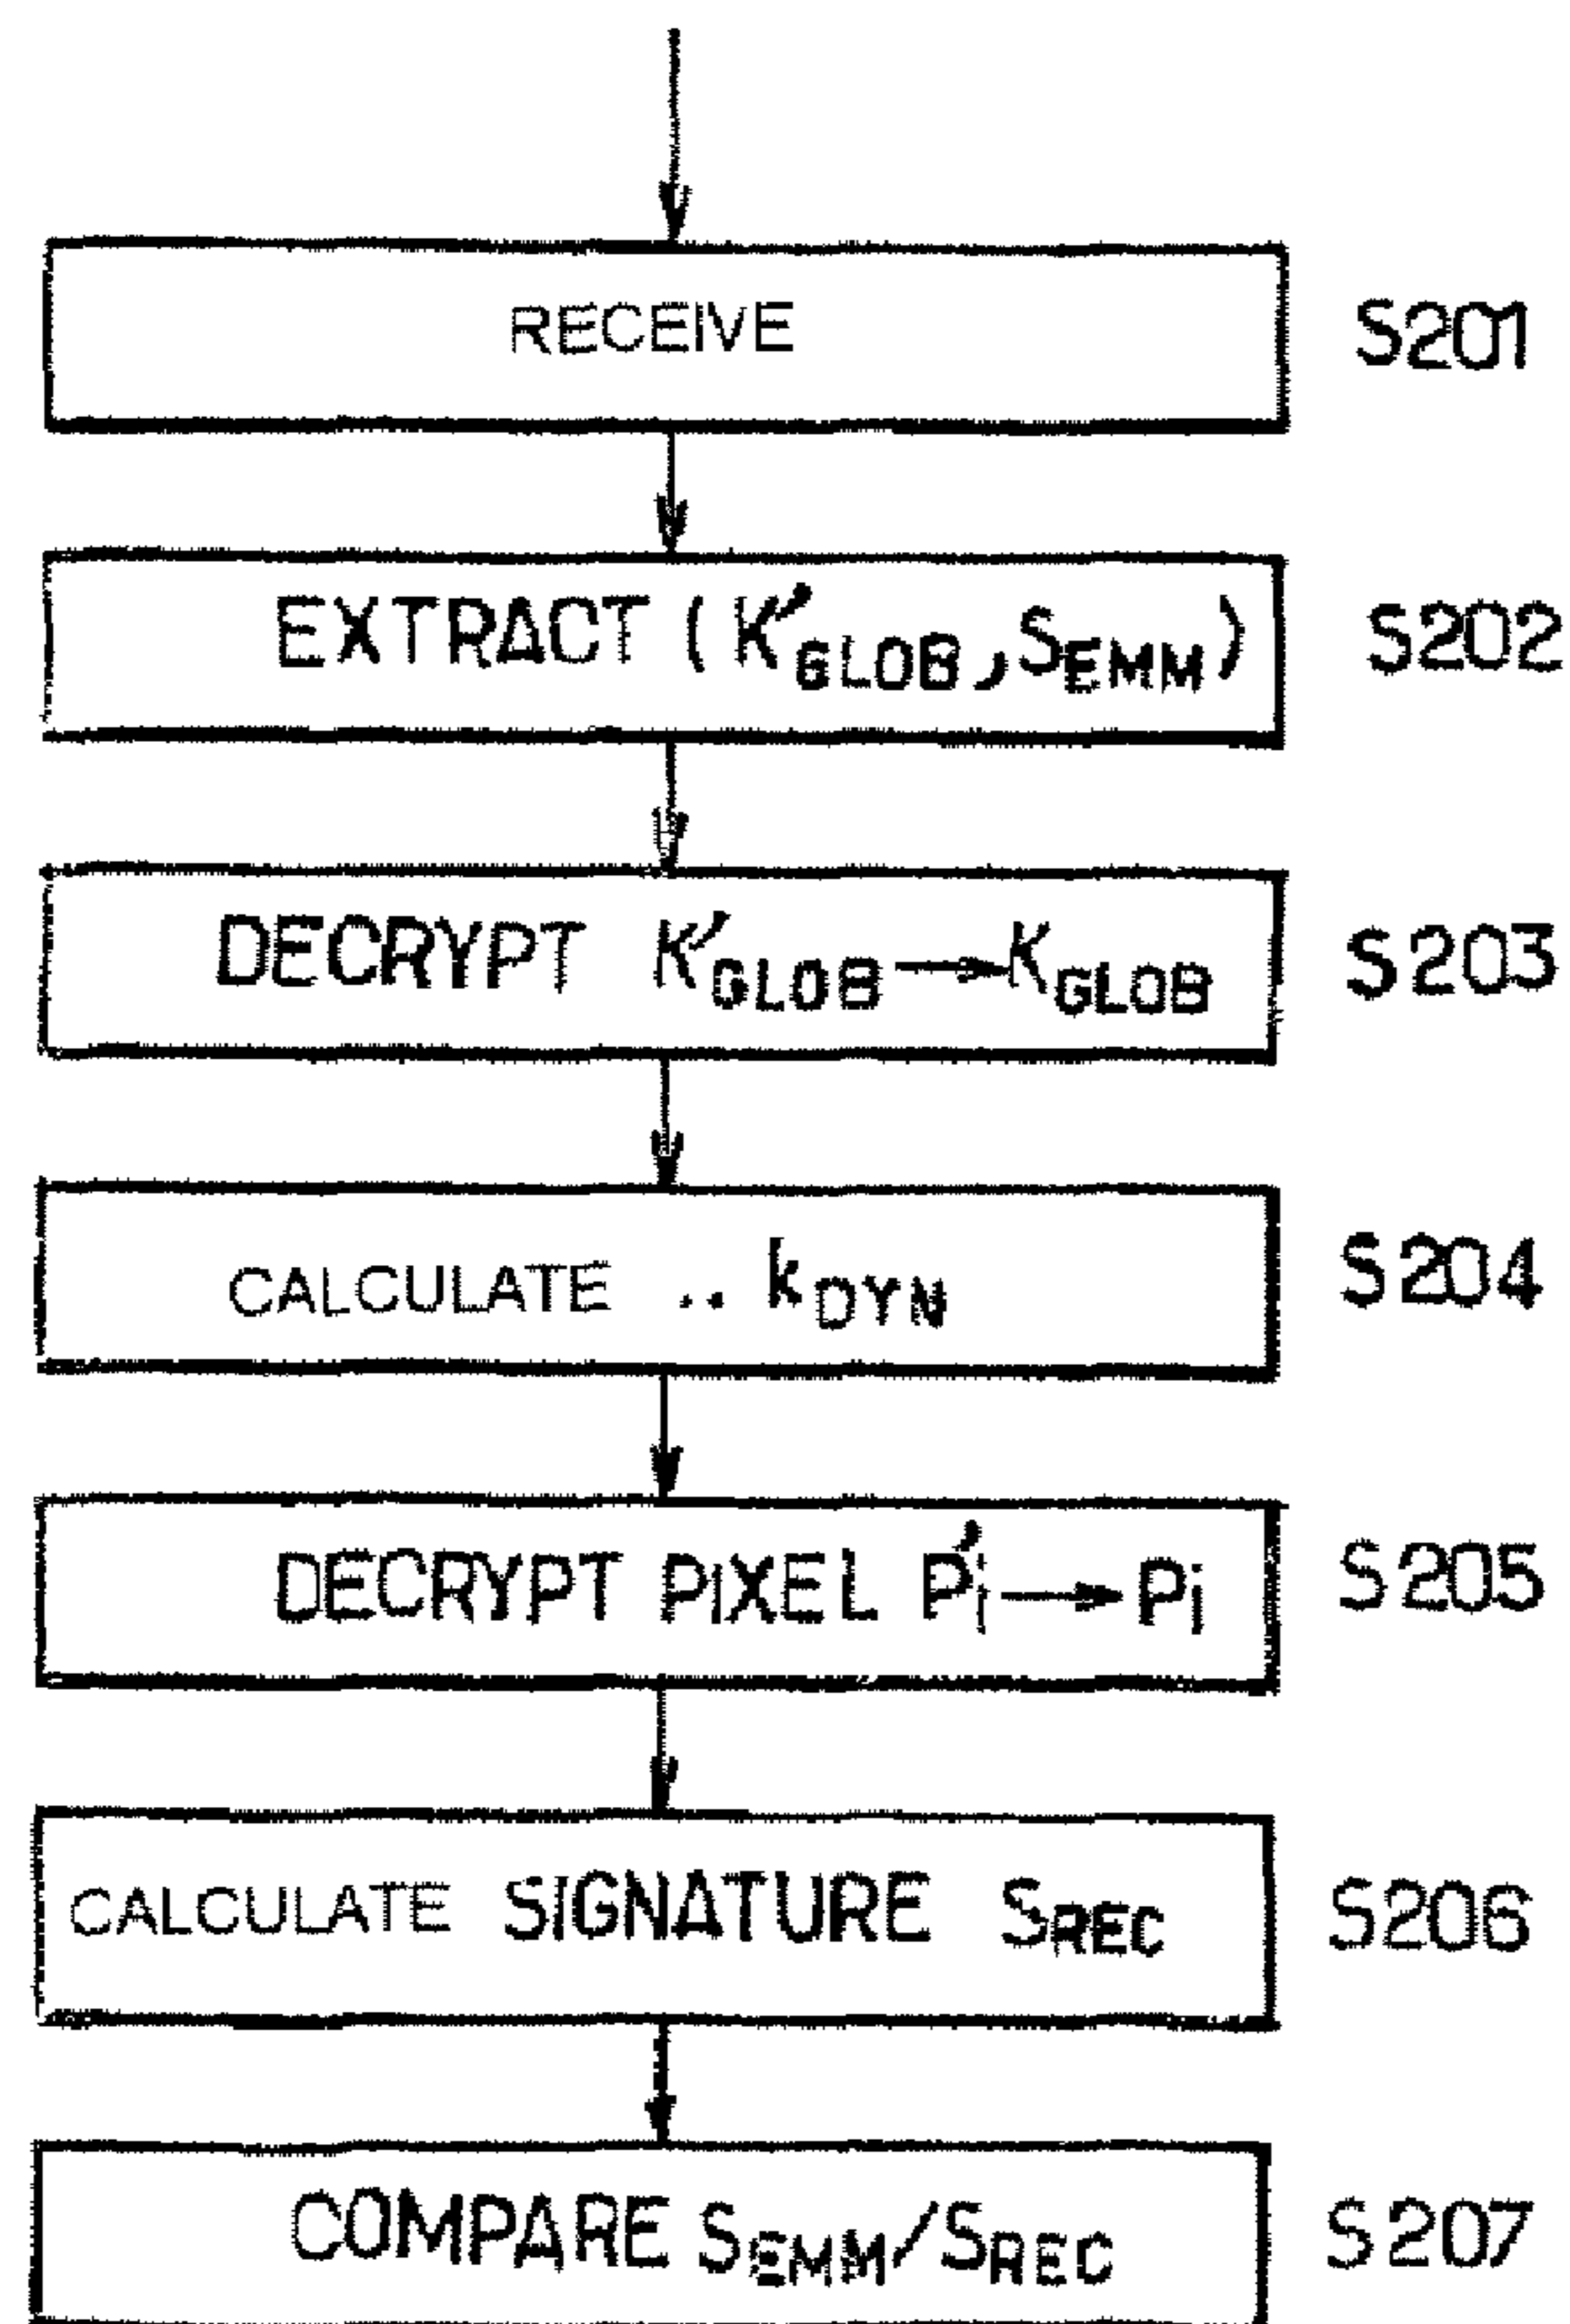 RECEIVE S201
EXTRACT (K'GLOB, SEMM) S202
DECRYPT K'GLOB → KGLOB S203
CALCULATE .. kDYN S204
DECRYPT PIXEL P'i → Pi S205
CALCULATE SIGNATURE SREC S206
COMPARE SEMM/SREC S207